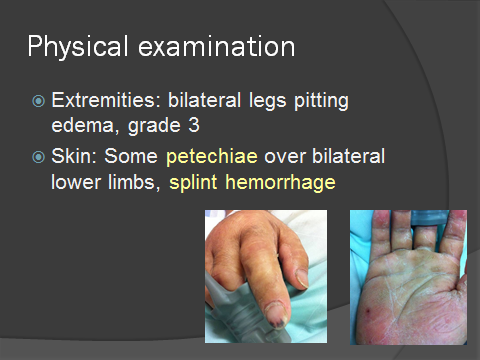 Physical examination
Extremities: bilateral legs pitting
edema, grade 3
Skin: Some petechiae over bilateral
lower limbs, splint hemorrhage